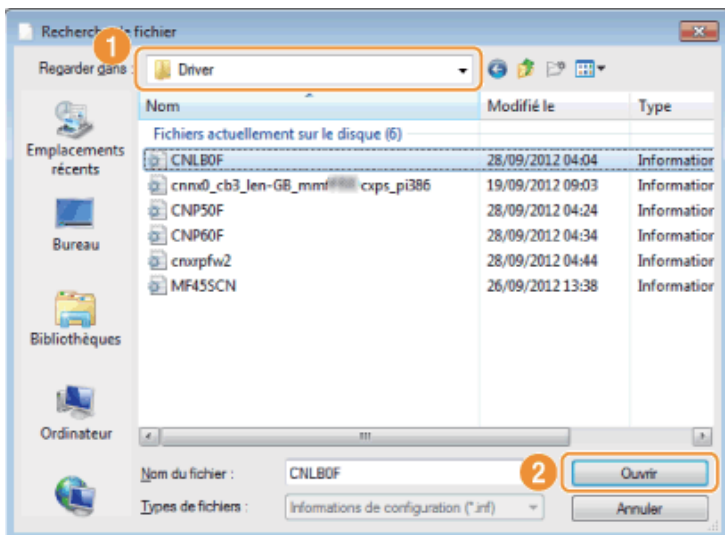 Recherche fichier
1
Regarder dans : Driver
Nom Modifié le Type
Fichiers actuellement sur le disque (6)
CNLB0F 28/09/2012 04:04 Information
cnnx0_cb3_len-GB_mmf cxps_pi386 19/09/2012 09:03 Information
CNP50F 28/09/2012 04:24 Information
CNP60F 28/09/2012 04:34 Information
cnxrpfw2 28/09/2012 04:44 Information
MF45SCN 26/09/2012 13:38 Information
Emplacements
récents
Bureau
Bibliothèques
Ordinateur
Nom du fichier : CNLB0F 2 Ouvrir
Types de fichiers : Informations de configuration (*.inf) Annuler